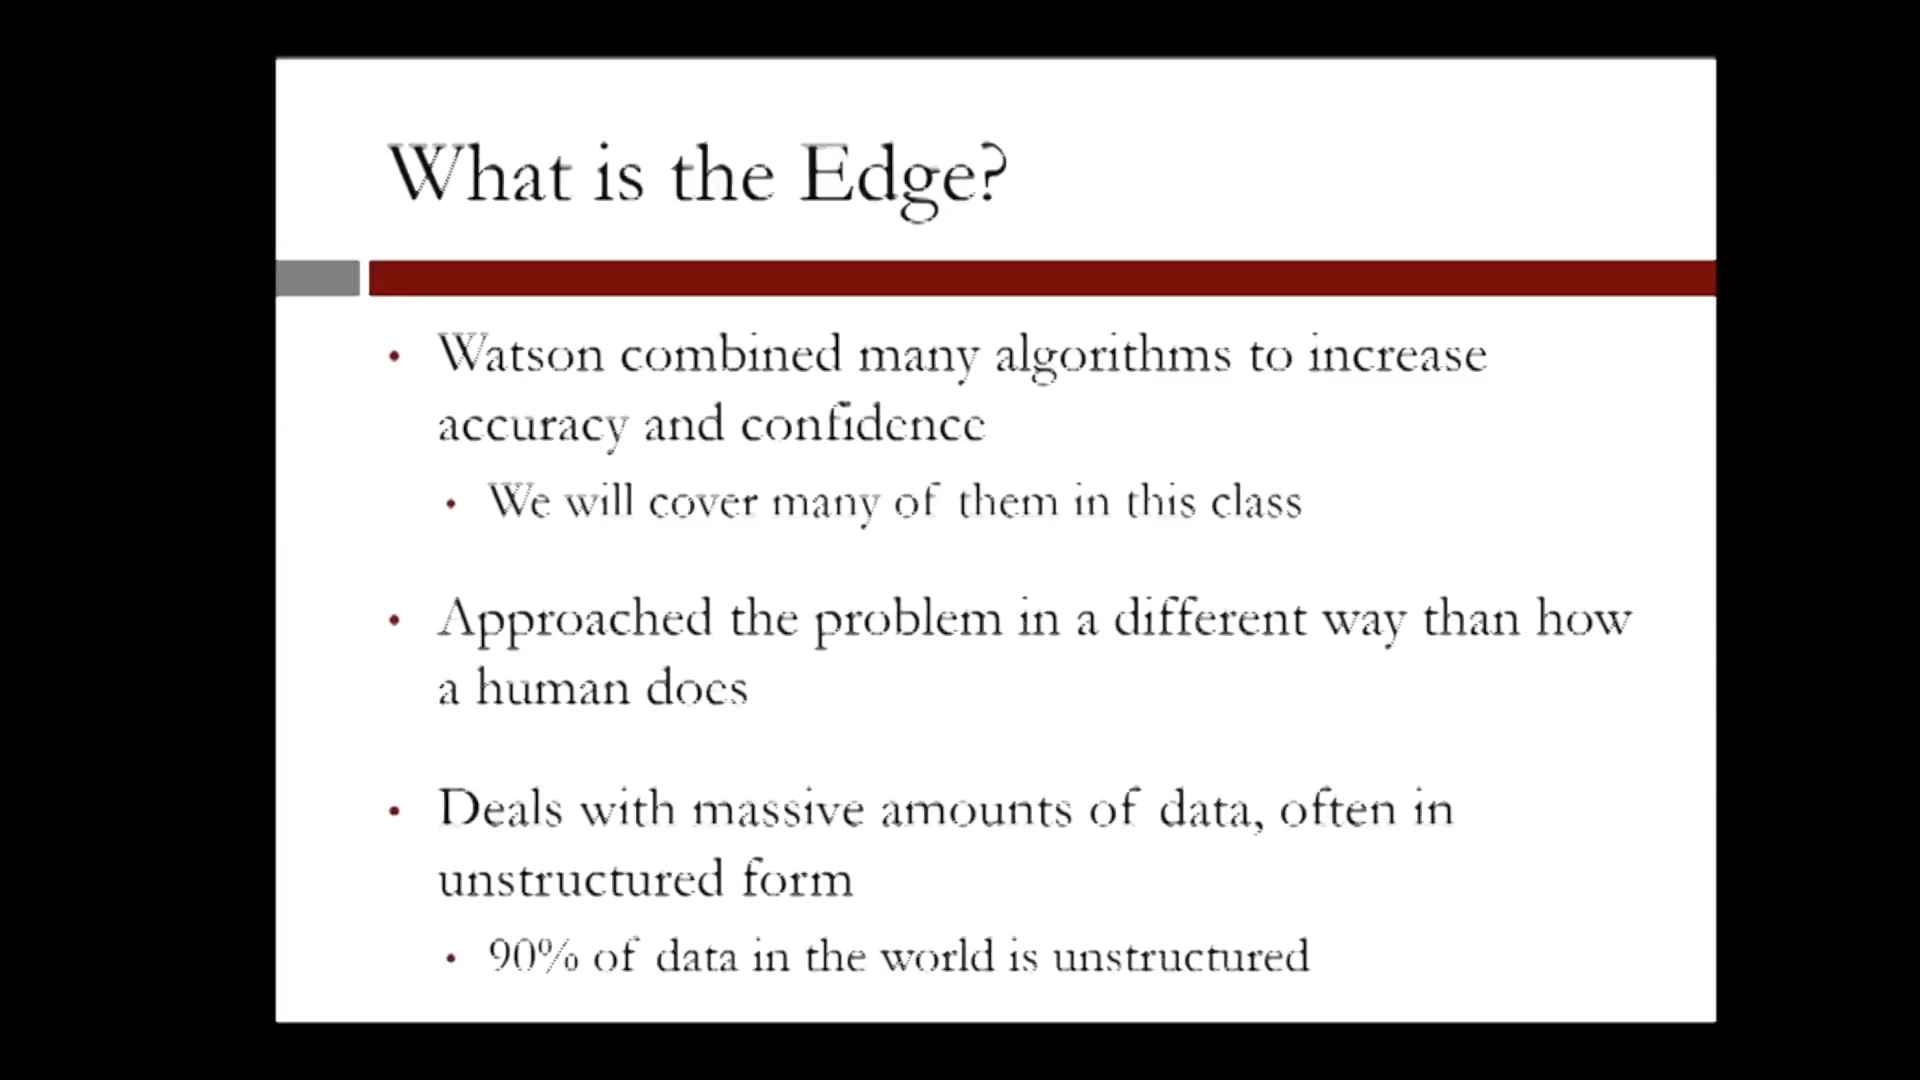 What is the Edge?
• Watson combined many algorithms to increase
accuracy and confidence
• We will cover many of them in this class
• Approached the problem in a different way than how
a human does
• Deals with massive amounts of data, often in
unstructured form
• 90% of data in the world is unstructured